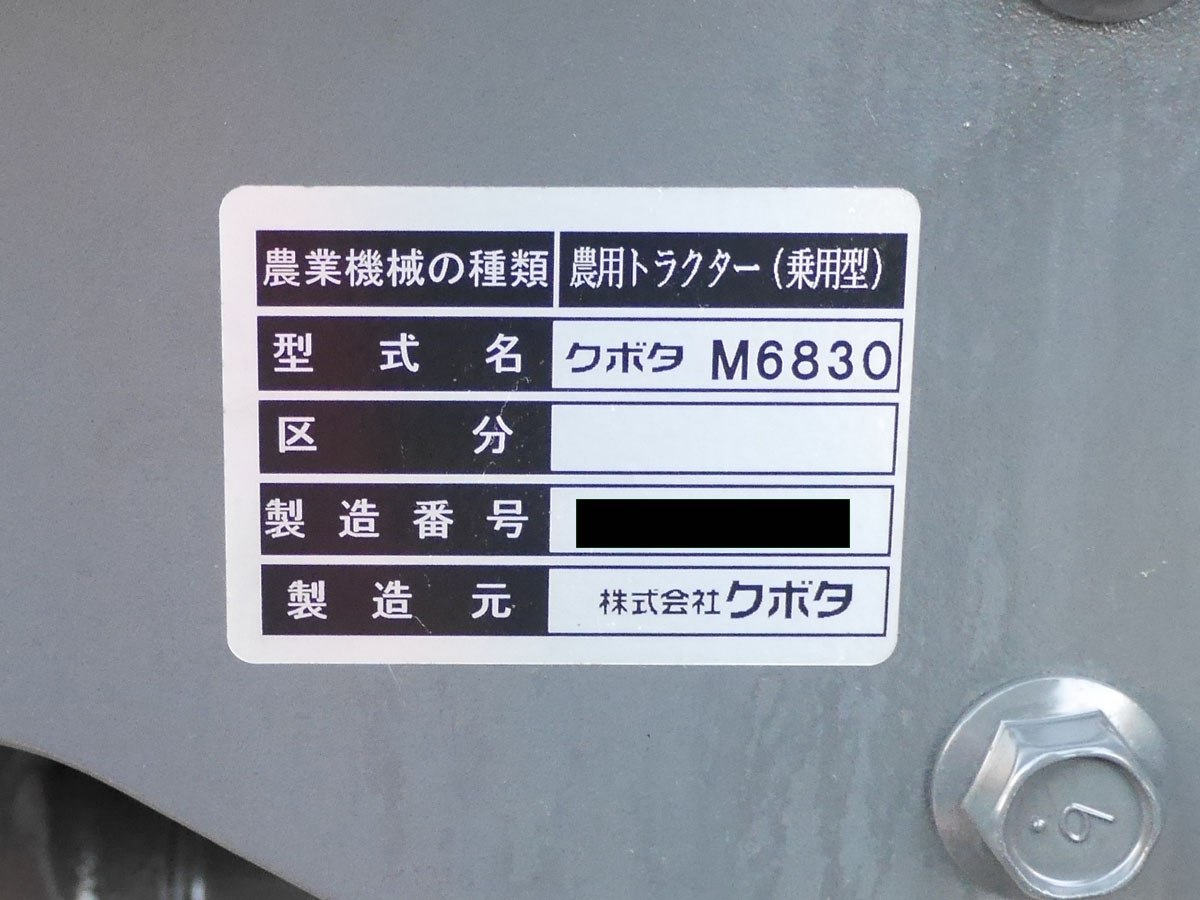 農業機械の種類 農用トラクター(乗用型)
型式名 クボタ M6830
区分
製造番号
製造元 株式会社クボタ
9